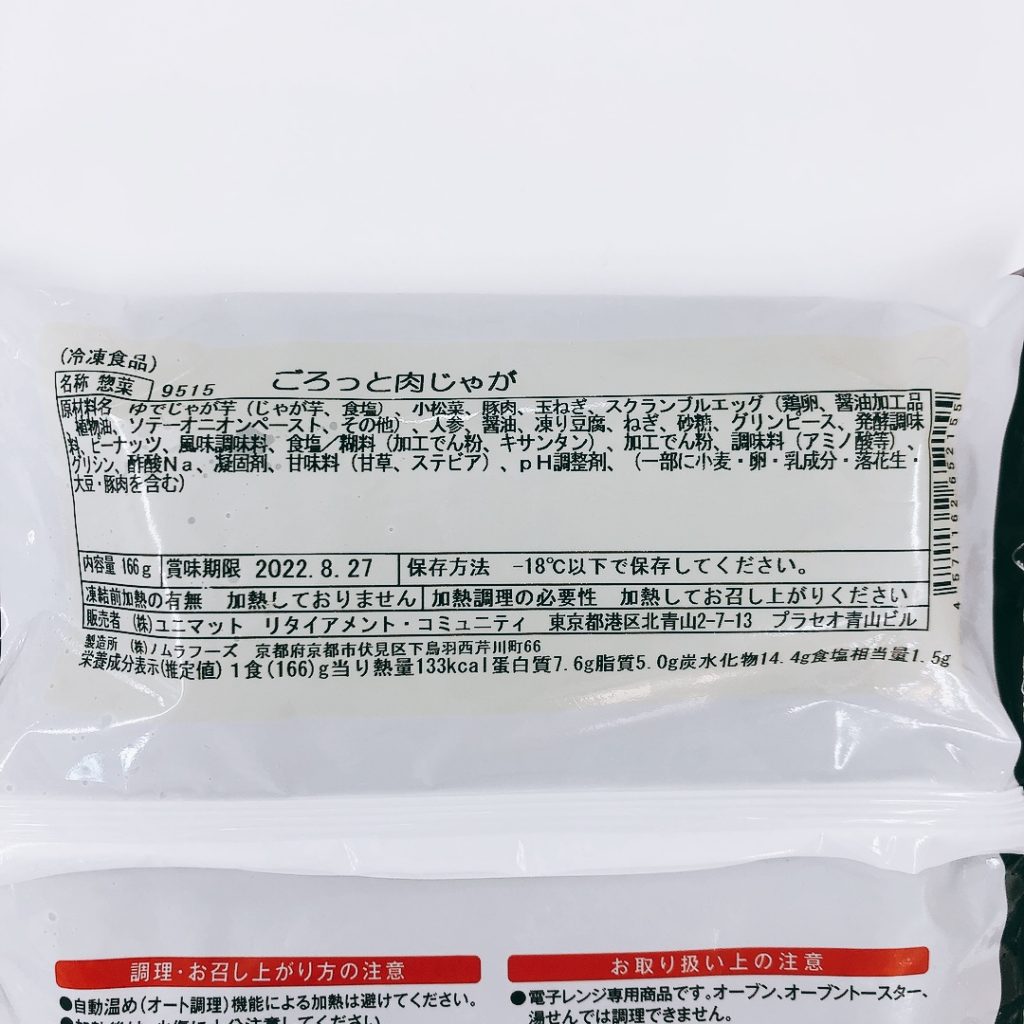 (冷凍食品)
名称 惣菜 9515 ごろっと肉じゃが
原材料名 ゆでじゃが芋(じゃが芋、食塩)、小松菜、豚肉、玉ねぎ、スクランブルエッグ(鶏卵、醤油加工品
、植物油、ソテーオニオンペースト、その他)、人参、醤油、凍り豆腐、ねぎ、砂糖、グリンピース、発酵調味
料、ピーナッツ、風味調味料、食塩/糊料(加工でん粉、キサンタン)、加工でん粉、調味料(アミノ酸等)、
グリシン、酢酸Na、凝固剤、甘味料(甘草、ステビア)、pH調整剤、(一部に小麦・卵・乳成分・落花生・
大豆・豚肉を含む)
4571162652155
内容量 166g 賞味期限 2022.8.27 保存方法 -18℃以下で保存してください。
凍結前加熱の有無 加熱しておりません 加熱調理の必要性 加熱してお召し上がりください
販売者 (株)ユニマット リタイアメント・コミュニティ 東京都港区北青山2-7-13 プラセオ青山ビル
製造所 (株)ノムラフーズ 京都府京都市伏見区下鳥羽西芹川町66
栄養成分表示(推定値) 1食(166)g当り熱量133kcal蛋白質7.6g脂質5.0g炭水化物14.4g食塩相当量1.5g
調理・お召し上がり方の注意
●自動温め(オート調理)機能による加熱は避けてください。
お取り扱い上の注意
●電子レンジ専用商品です。オーブン、オーブントースター、
湯せんでは調理できません。